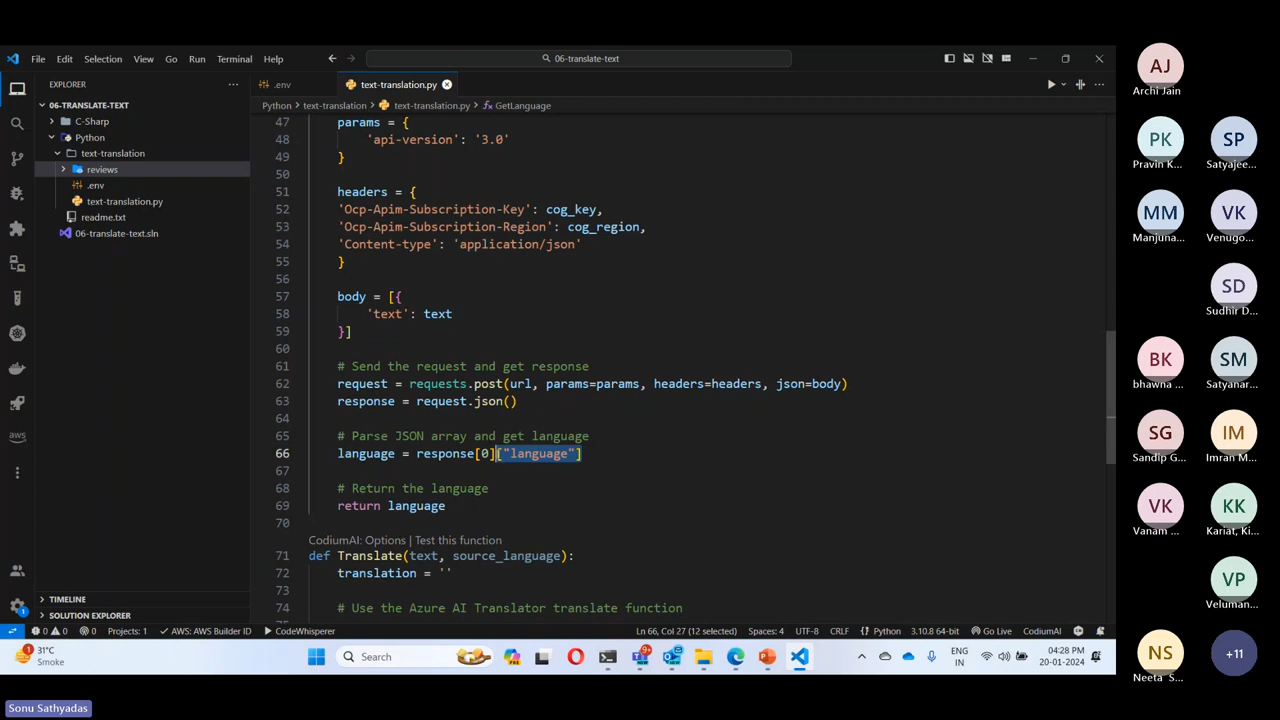 File Edit Selection View Go Run Terminal Help
06-translate-text
EXPLORER
06-TRANSLATE-TEXT
C-Sharp
Python
text-translation
reviews
.env
text-translation.py
readme.txt
06-translate-text.sln
TIMELINE
SOLUTION EXPLORER
aws
.env
text-translation.py
Python > text-translation > text-translation.py > GetLanguage
47 params = {
48 'api-version': '3.0'
49 }
50
51 headers = {
52 'Ocp-Apim-Subscription-Key': cog_key,
53 'Ocp-Apim-Subscription-Region': cog_region,
54 'Content-type': 'application/json'
55 }
56
57 body = [{
58 'text': text
59 }]
60
61 # Send the request and get response
62 request = requests.post(url, params=params, headers=headers, json=body)
63 response = request.json()
64
65 # Parse JSON array and get language
66 language = response[0]["language"]
67
68 # Return the language
69 return language
70
CodiumAI: Options | Test this function
71 def Translate(text, source_language):
72 translation = ''
73
74 # Use the Azure AI Translator translate function
0 0 0 Projects: 1 AWS: AWS Builder ID CodeWhisperer
Ln 66, Col 27 (12 selected) Spaces: 4 UTF-8 CRLF Python 3.10.8 64-bit Go Live CodiumAI
1
31°C
Smoke
Search
9+
ENG
IN
04:28 PM
20-01-2024
AJ
Archi Jain
PK
Pravin K...
SP
Satyajee...
MM
Manjuna...
VK
Venugo...
SD
Sudhir D...
BK
bhawna ...
SM
Satyanar...
SG
Sandip G...
IM
Imran M...
VK
Vanam ...
KK
Kariat, Ki...
VP
Veluman...
NS
Neeta S...
+11
Sonu Sathyadas